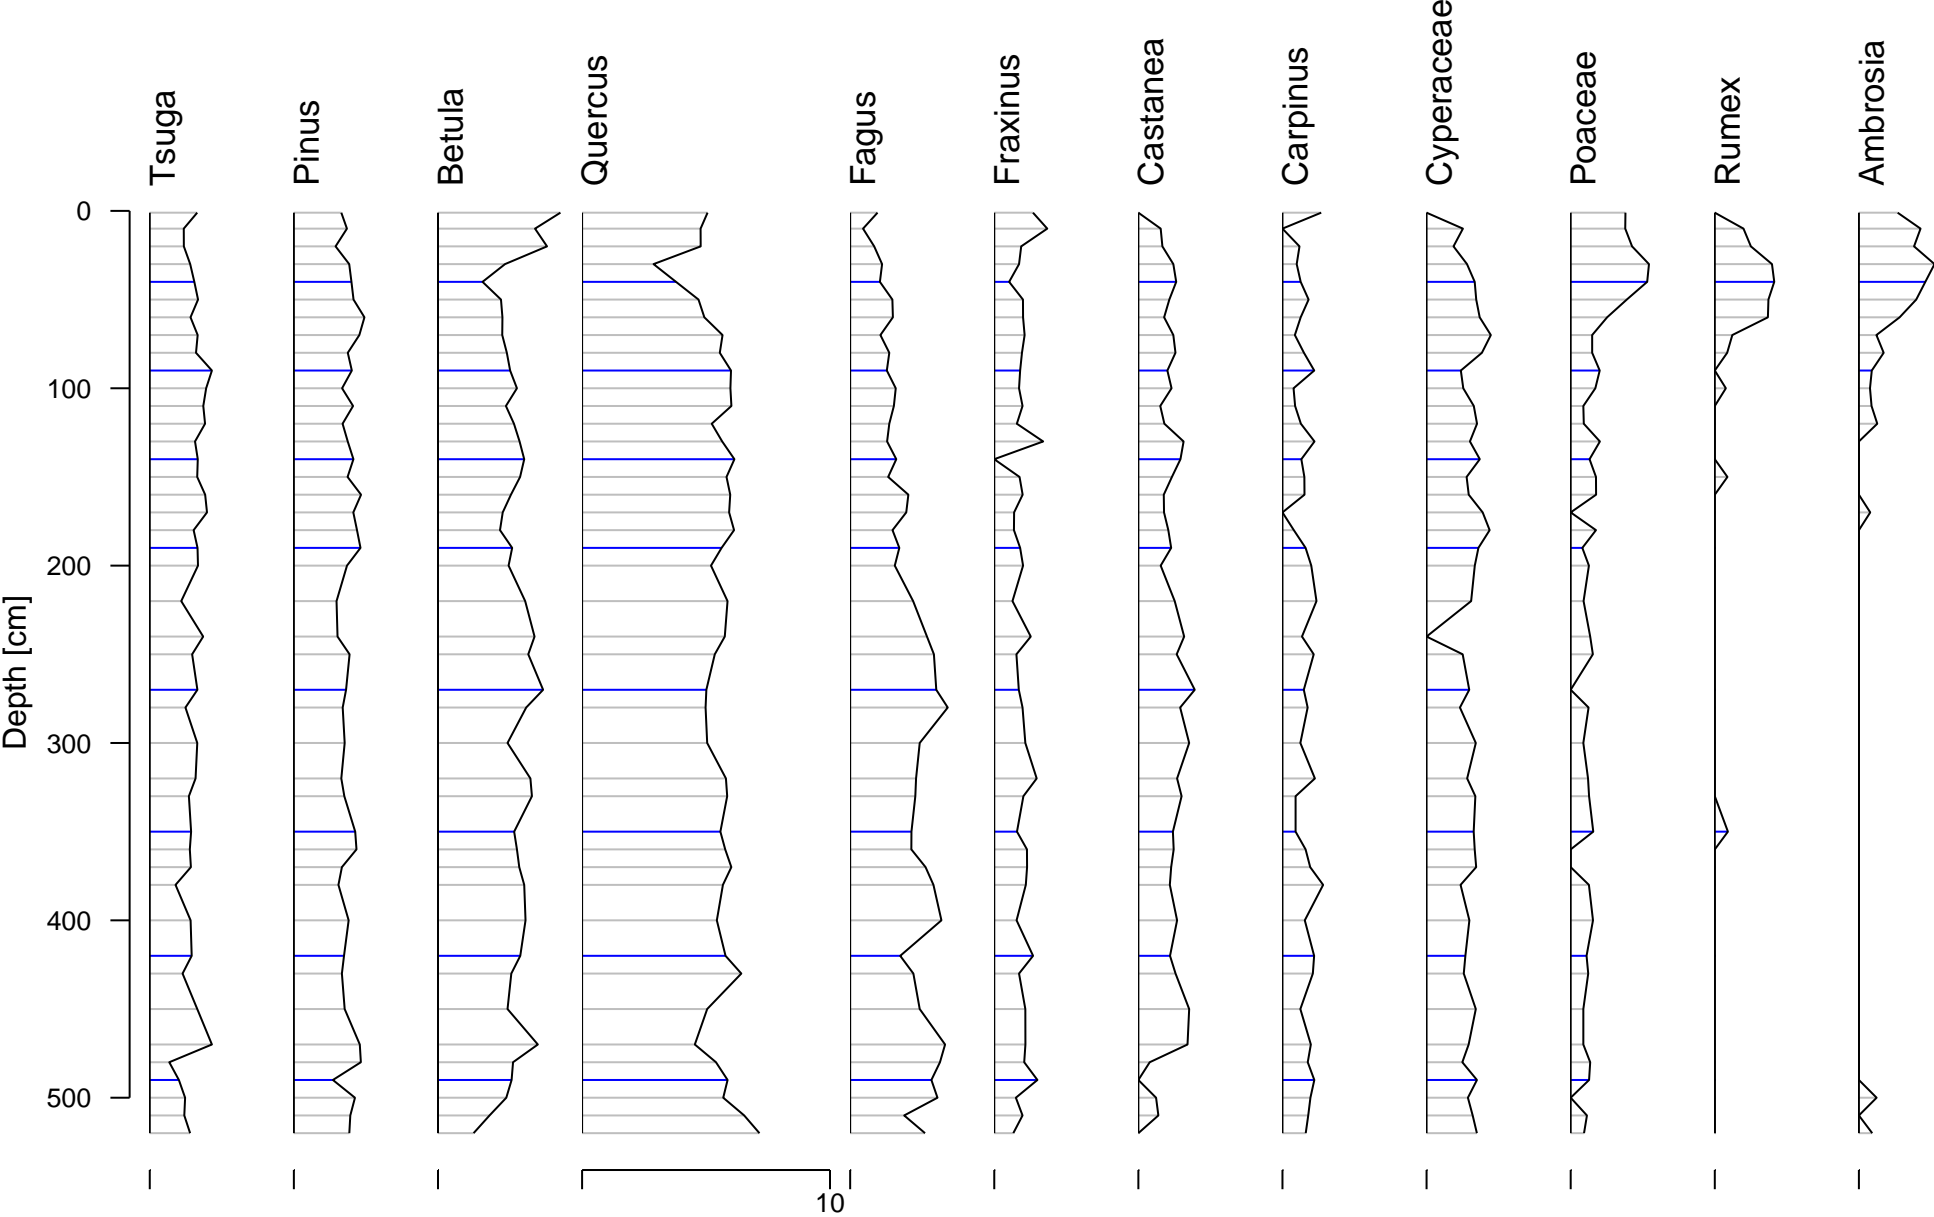 Tsuga
Pinus
Betula
Quercus
Fagus
Fraxinus
Castanea
Carpinus
Cyperaceae
Poaceae
Rumex
Ambrosia
Depth [cm]
0
100
200
300
400
500
10